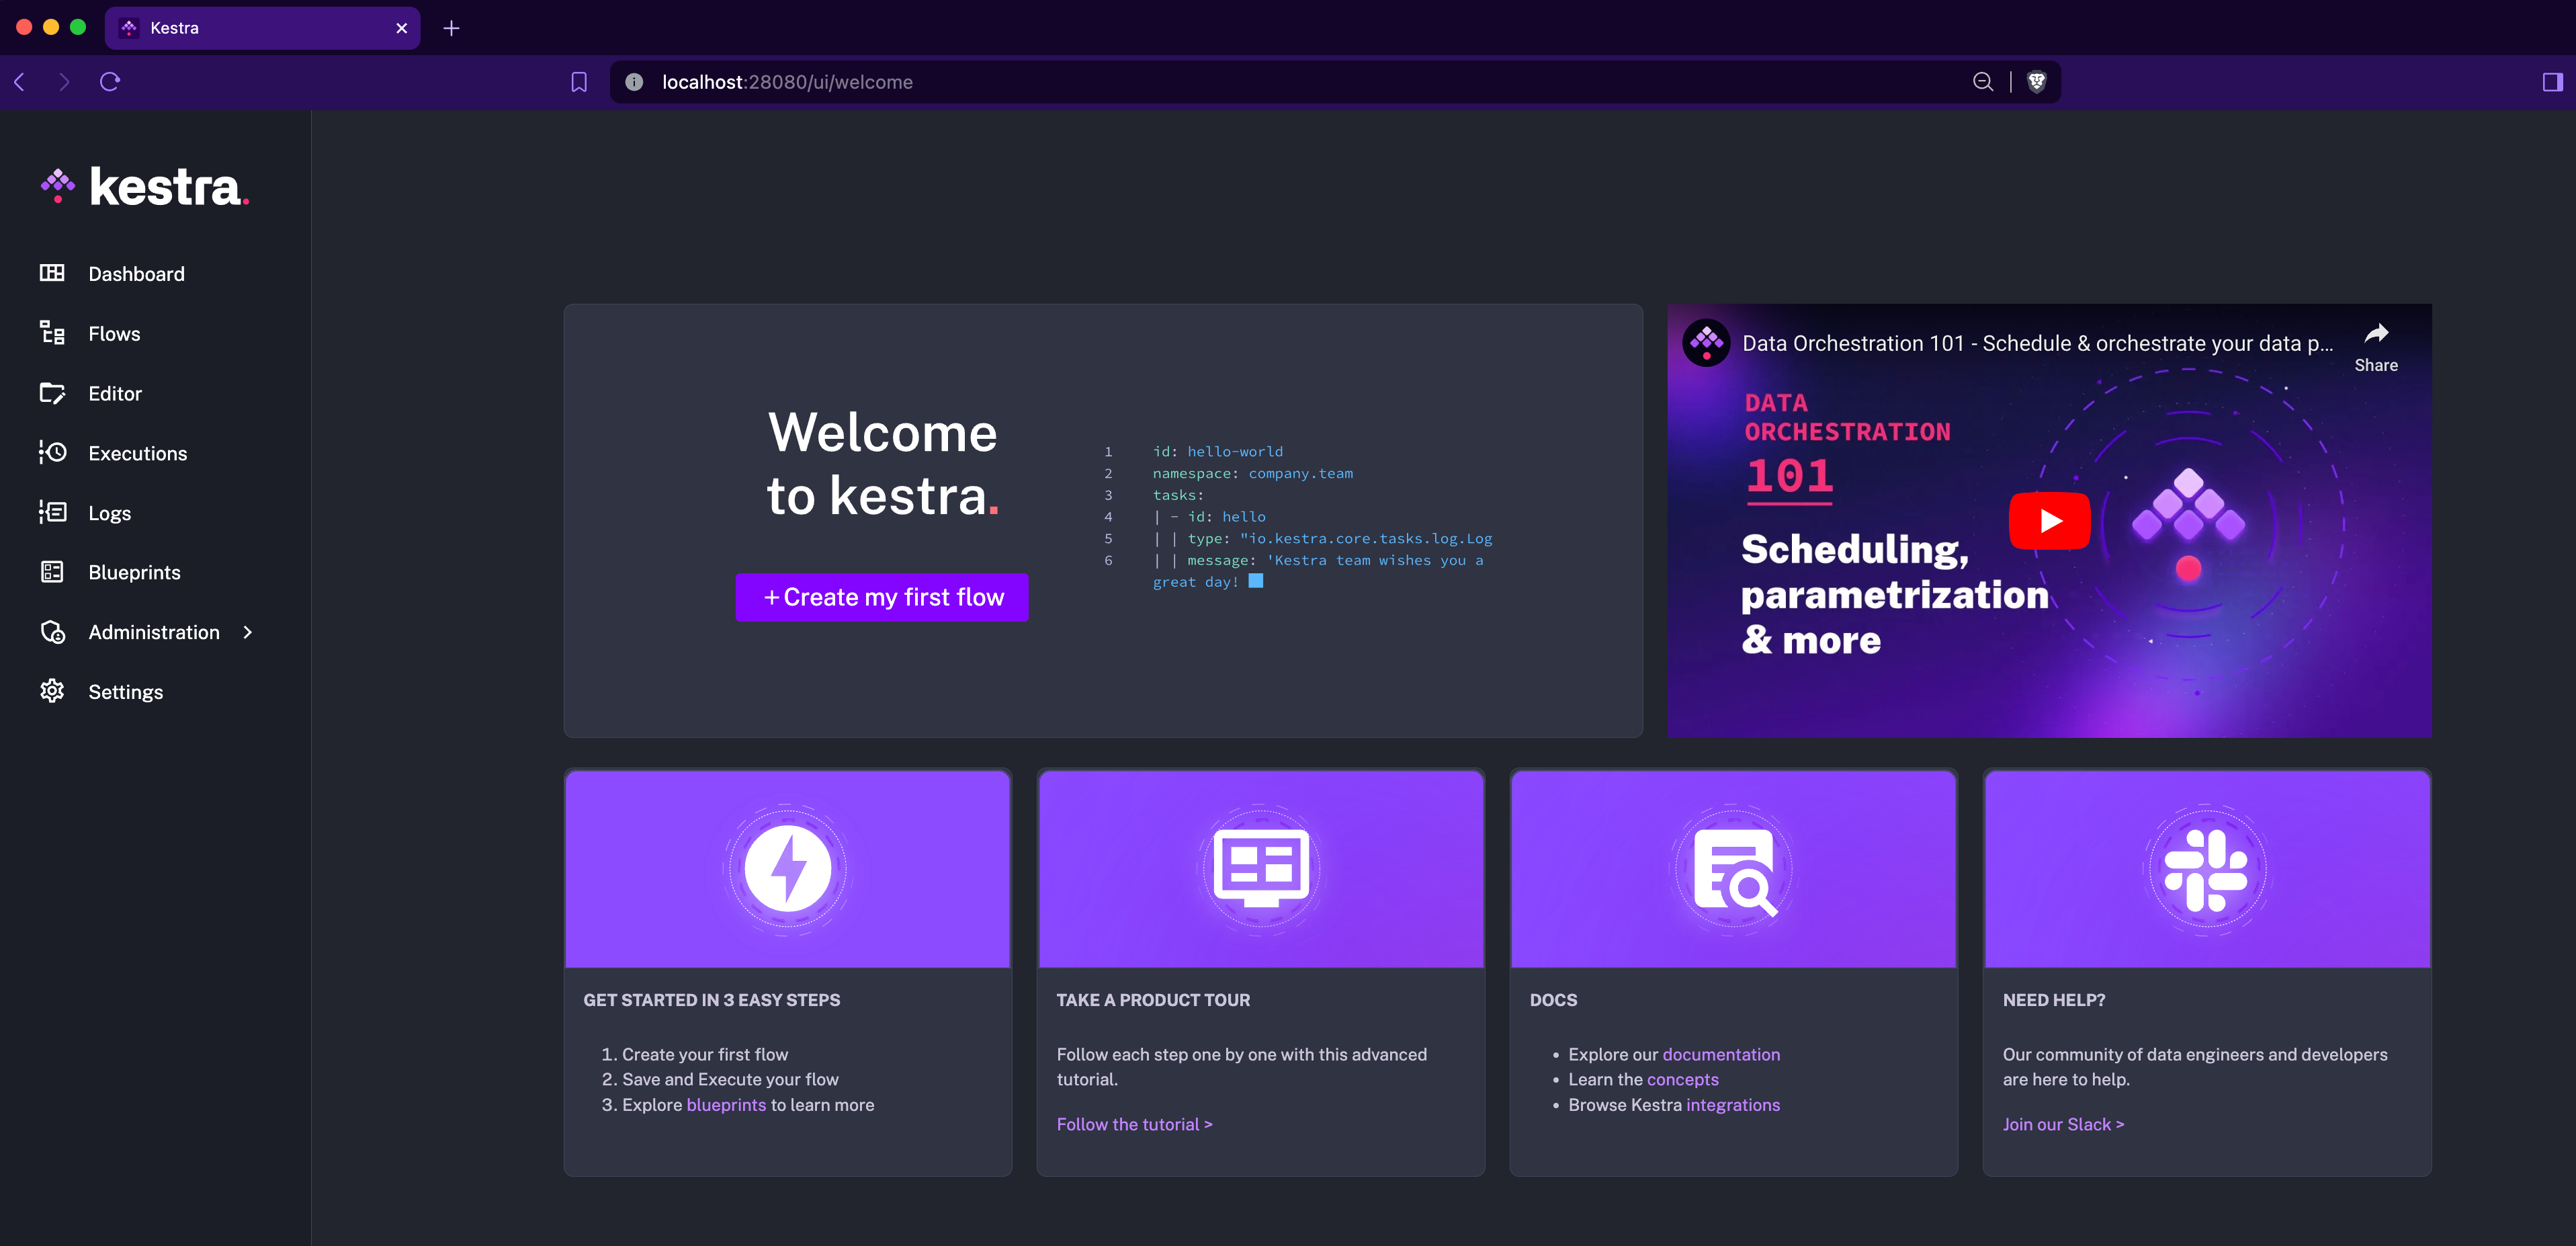 Kestra
localhost:28080/ui/welcome
kestra.
Dashboard
Flows
Editor
Executions
Logs
Blueprints
Administration
Settings
Welcome
to kestra.
+ Create my first flow
1 id: hello-world
2 namespace: company.team
3 tasks:
4 | - id: hello
5 | | type: "io.kestra.core.tasks.log.Log
6 | | message: 'Kestra team wishes you a
great day!
Data Orchestration 101 - Schedule & orchestrate your data p...
Share
DATA
ORCHESTRATION
101
Scheduling,
parametrization
& more
GET STARTED IN 3 EASY STEPS
1. Create your first flow
2. Save and Execute your flow
3. Explore blueprints to learn more
TAKE A PRODUCT TOUR
Follow each step one by one with this advanced
tutorial.
Follow the tutorial >
DOCS
• Explore our documentation
• Learn the concepts
• Browse Kestra integrations
NEED HELP?
Our community of data engineers and developers
are here to help.
Join our Slack >